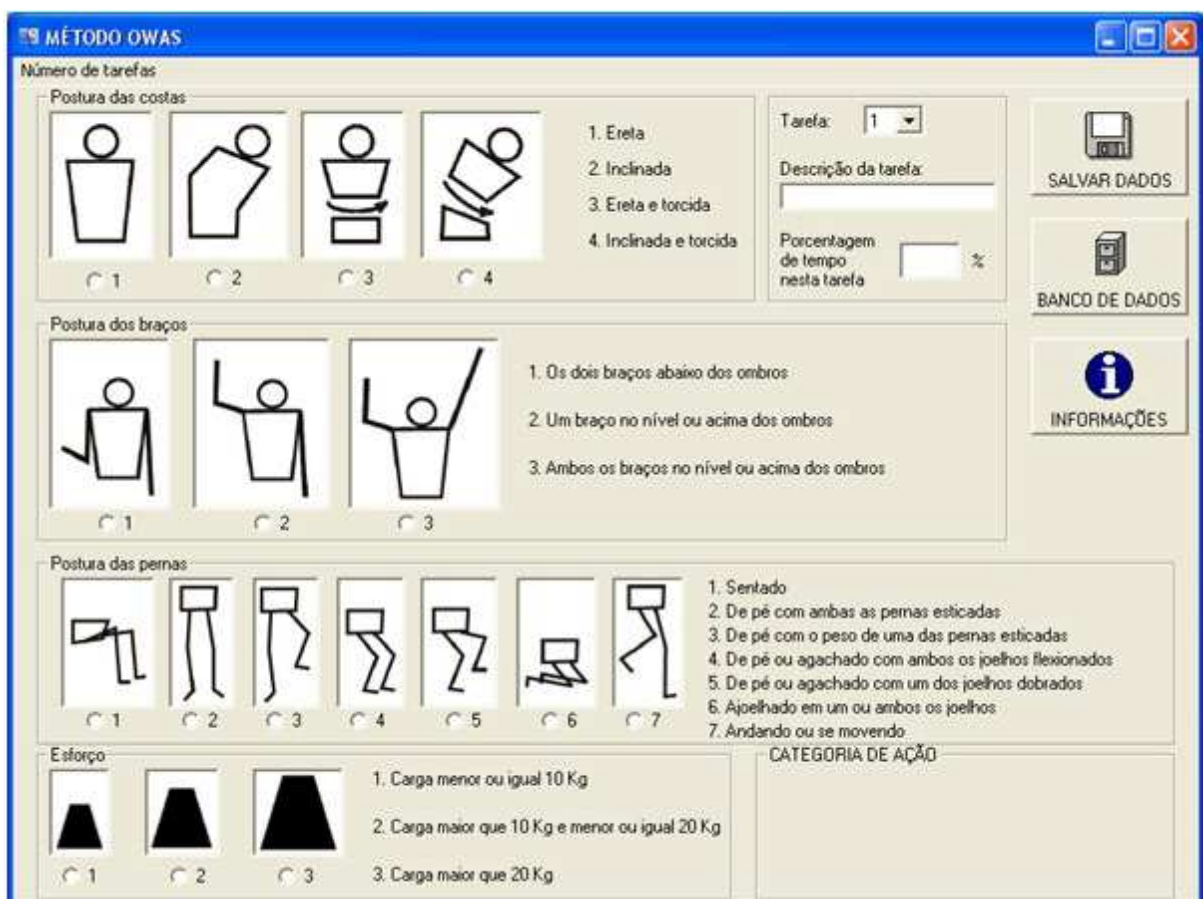 MÉTODO OWAS
Número de tarefas
Postura das costas
1
2
3
4
1. Ereta
2. Inclinada
3. Ereta e torcida
4. Inclinada e torcida
Tarefa: 1
Descrição da tarefa:
Porcentagem
de tempo %
nesta tarefa
SALVAR DADOS
BANCO DE DADOS
INFORMAÇÕES
Postura dos braços
1
2
3
1. Os dois braços abaixo dos ombros
2. Um braço no nível ou acima dos ombros
3. Ambos os braços no nível ou acima dos ombros
Postura das pernas
1
2
3
4
5
6
7
1. Sentado
2. De pé com ambas as pernas esticadas
3. De pé com o peso de uma das pernas esticadas
4. De pé ou agachado com ambos os joelhos flexionados
5. De pé ou agachado com um dos joelhos dobrados
6. Ajoelhado em um ou ambos os joelhos
7. Andando ou se movendo
Esforço
1
2
3
1. Carga menor ou igual 10 Kg
2. Carga maior que 10 Kg e menor ou igual 20 Kg
3. Carga maior que 20 Kg
CATEGORIA DE AÇÃO